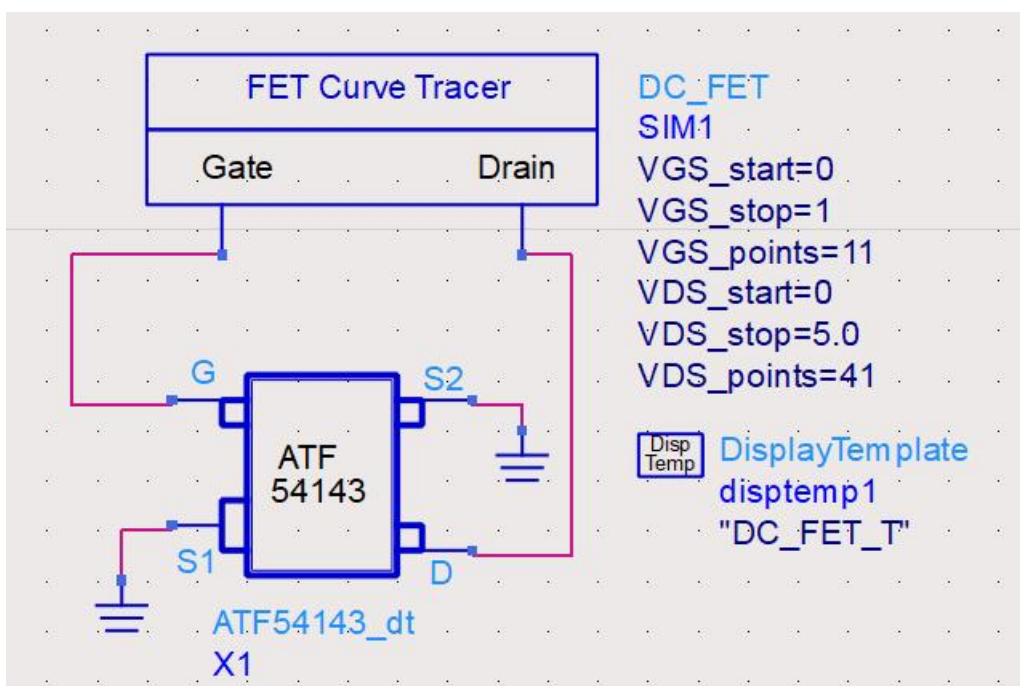 FET Curve Tracer
Gate Drain
DC_FET
SIM1
VGS_start=0
VGS_stop=1
VGS_points=11
VDS_start=0
VDS_stop=5.0
VDS_points=41
G
S2
ATF
54143
S1
D
ATF54143_dt
X1
Disp
Temp
DisplayTemplate
disptemp1
"DC_FET_T"